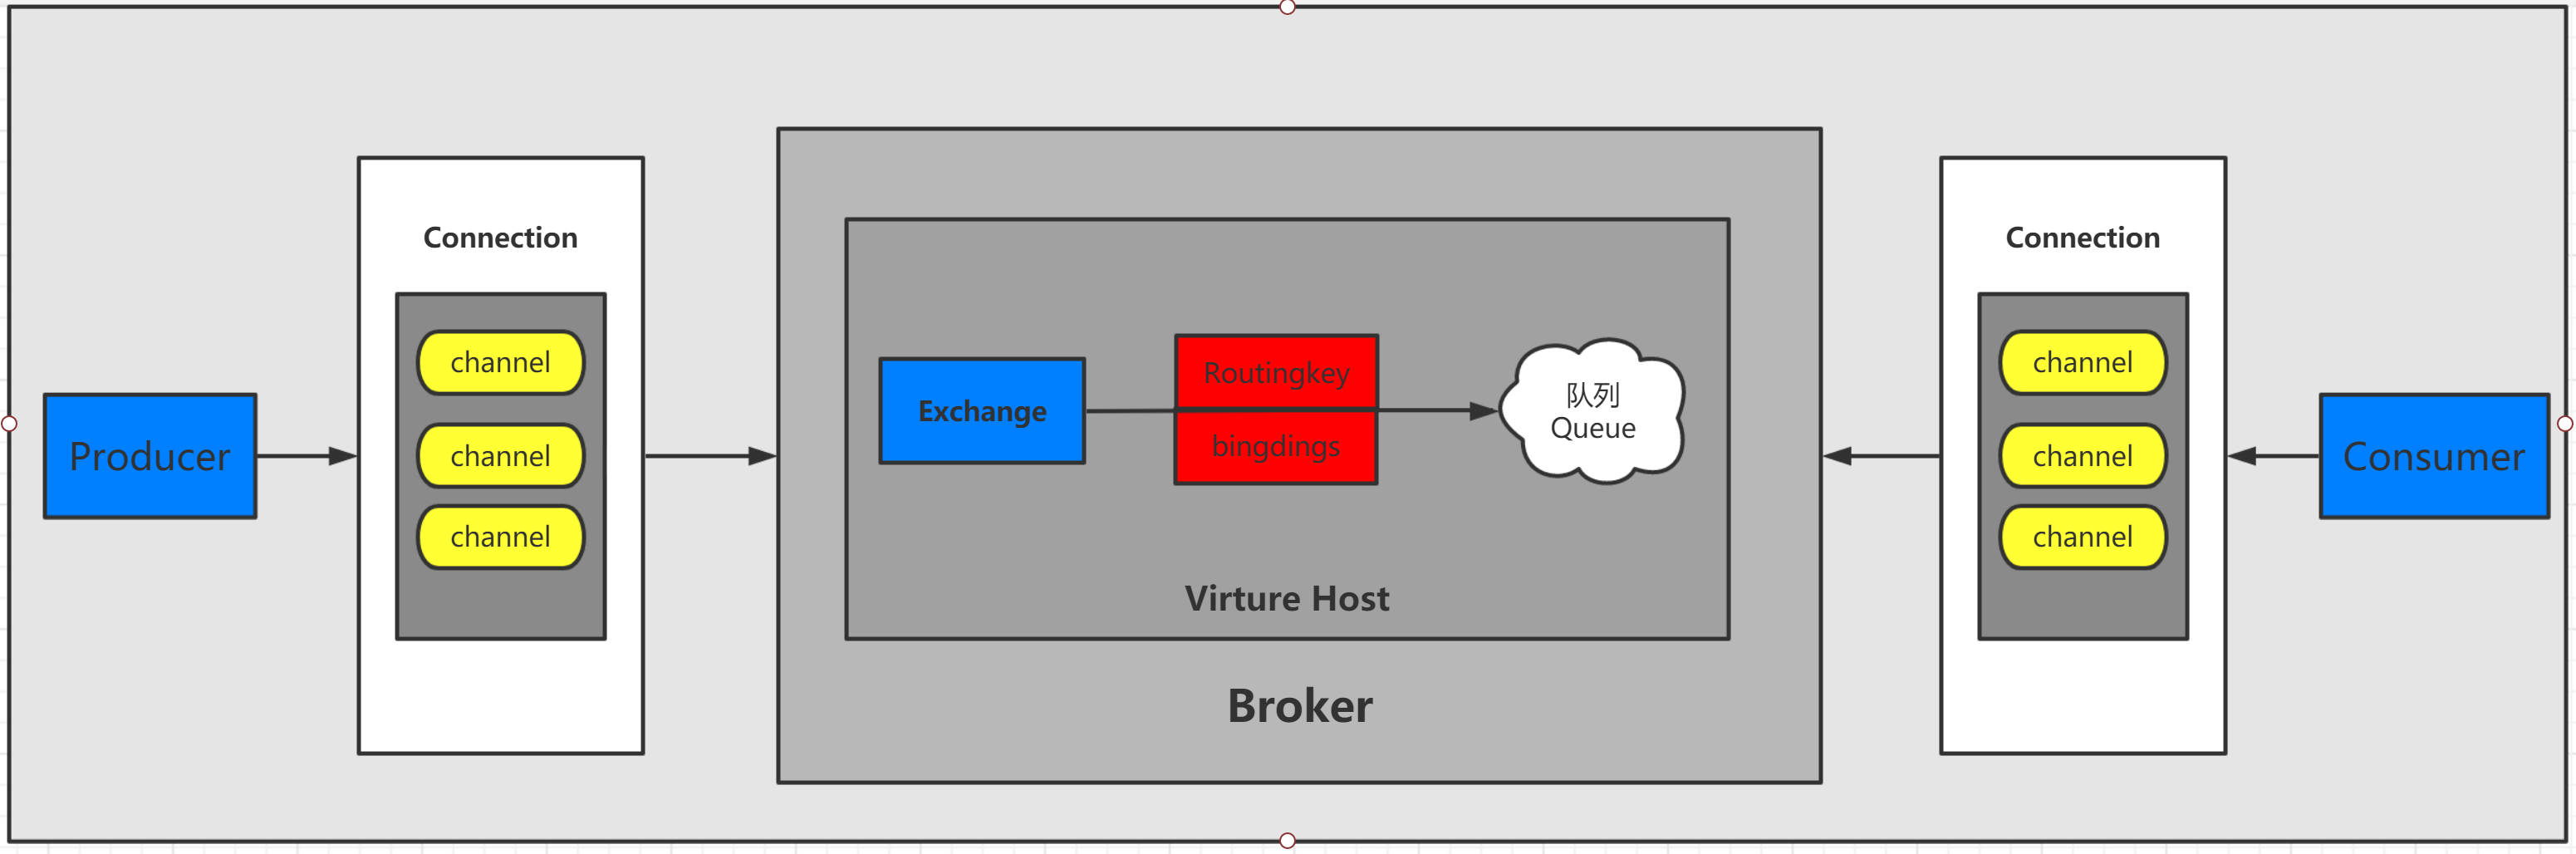 Producer
Connection
channel
channel
channel
Exchange
Routingkey
bingdings
队列
Queue
Virture Host
Broker
Connection
channel
channel
channel
Consumer